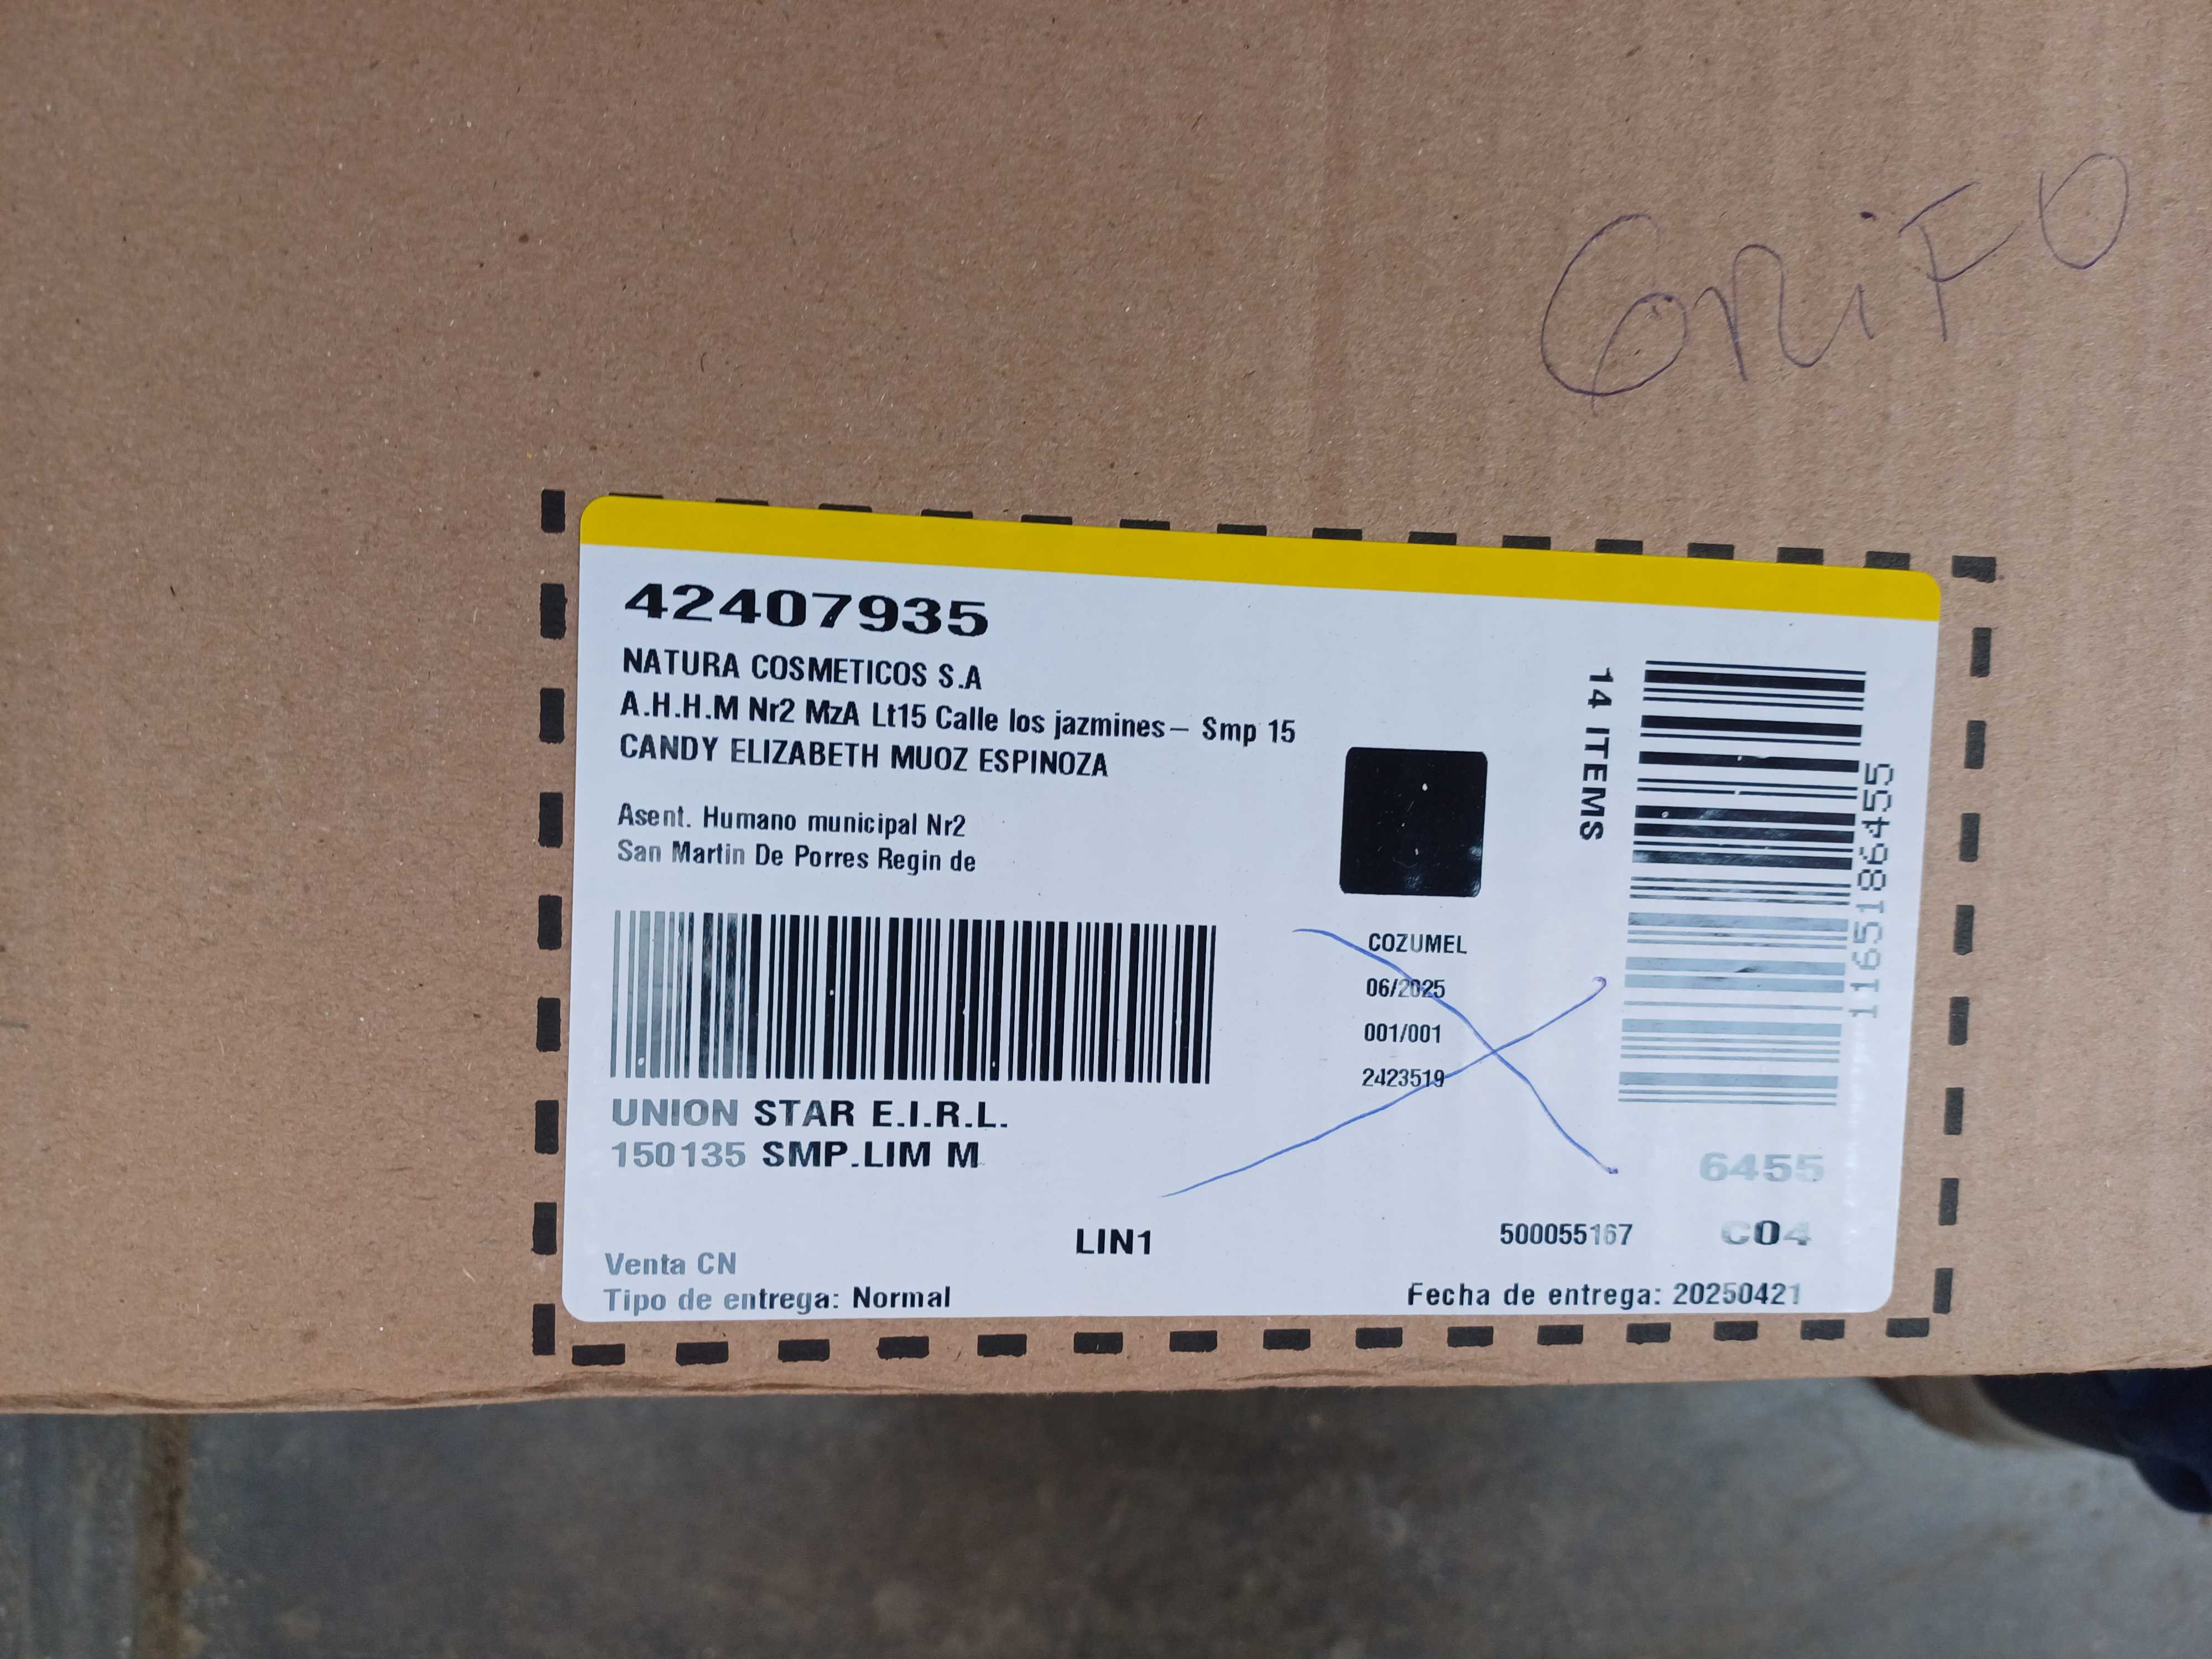 GRIFO
42407935
NATURA COSMETICOS S.A
A.H.H.M Nr2 MzA Lt15 Calle los jazmines- Smp 15
CANDY ELIZABETH MUOZ ESPINOZA
Asent. Humano municipal Nr2
San Martin De Porres Regin de
14 ITEMS
1165186455
COZUMEL
06/2025
001/001
2423519
UNION STAR E.I.R.L.
150135 SMP.LIM M
6455
LIN1
500055167
C04
Venta CN
Tipo de entrega: Normal
Fecha de entrega: 20250421